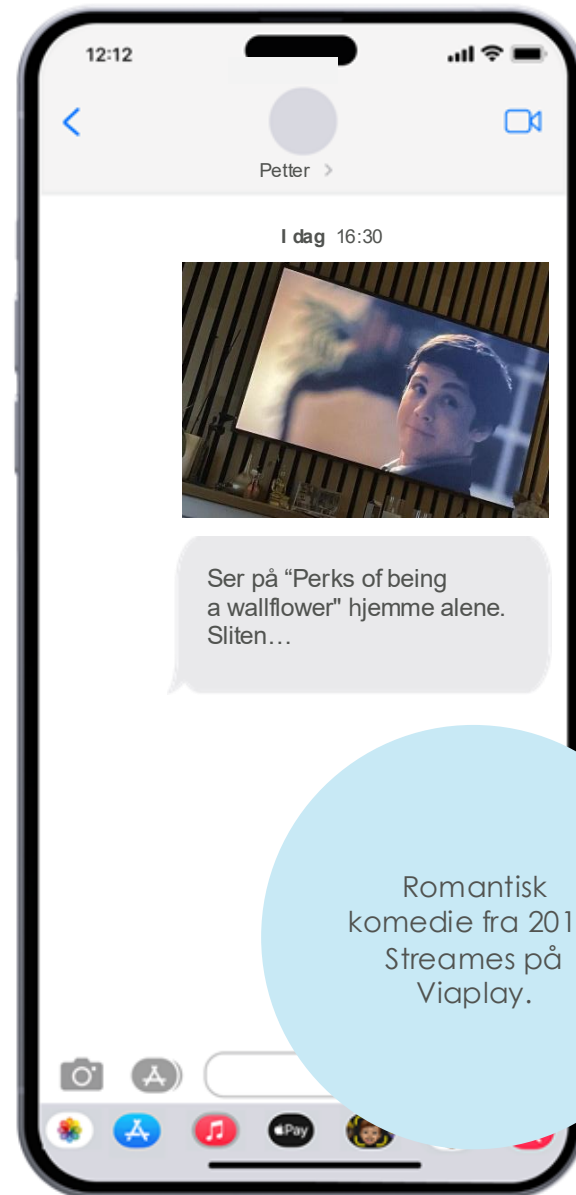 12:12
Petter
I dag 16:30
Ser på “Perks of being
a wallflower" hjemme alene.
Sliten…
Romantisk
komedie fra 201
Streames på
Viaplay.
Pay